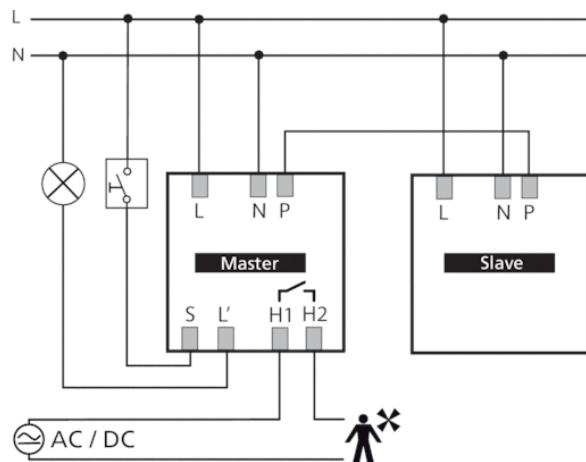 L
N
L N P
L N P
Master
Slave
S L' H1 H2
AC / DC